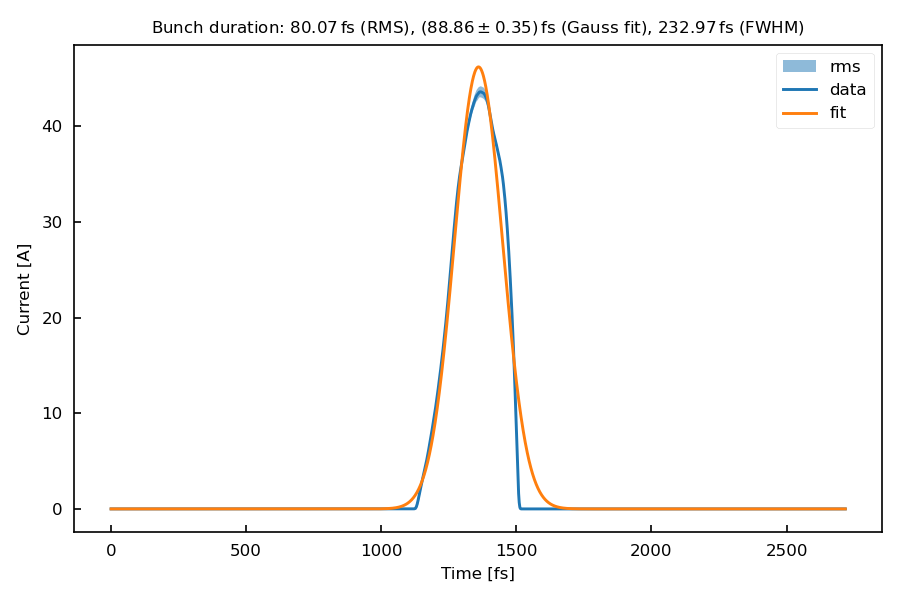 Bunch duration: 80.07 fs (RMS), (88.86 ± 0.35) fs (Gauss fit), 232.97 fs (FWHM)
rms
data
fit
40
30
20
10
0
Current [A]
0 500 1000 1500 2000 2500
Time [fs]